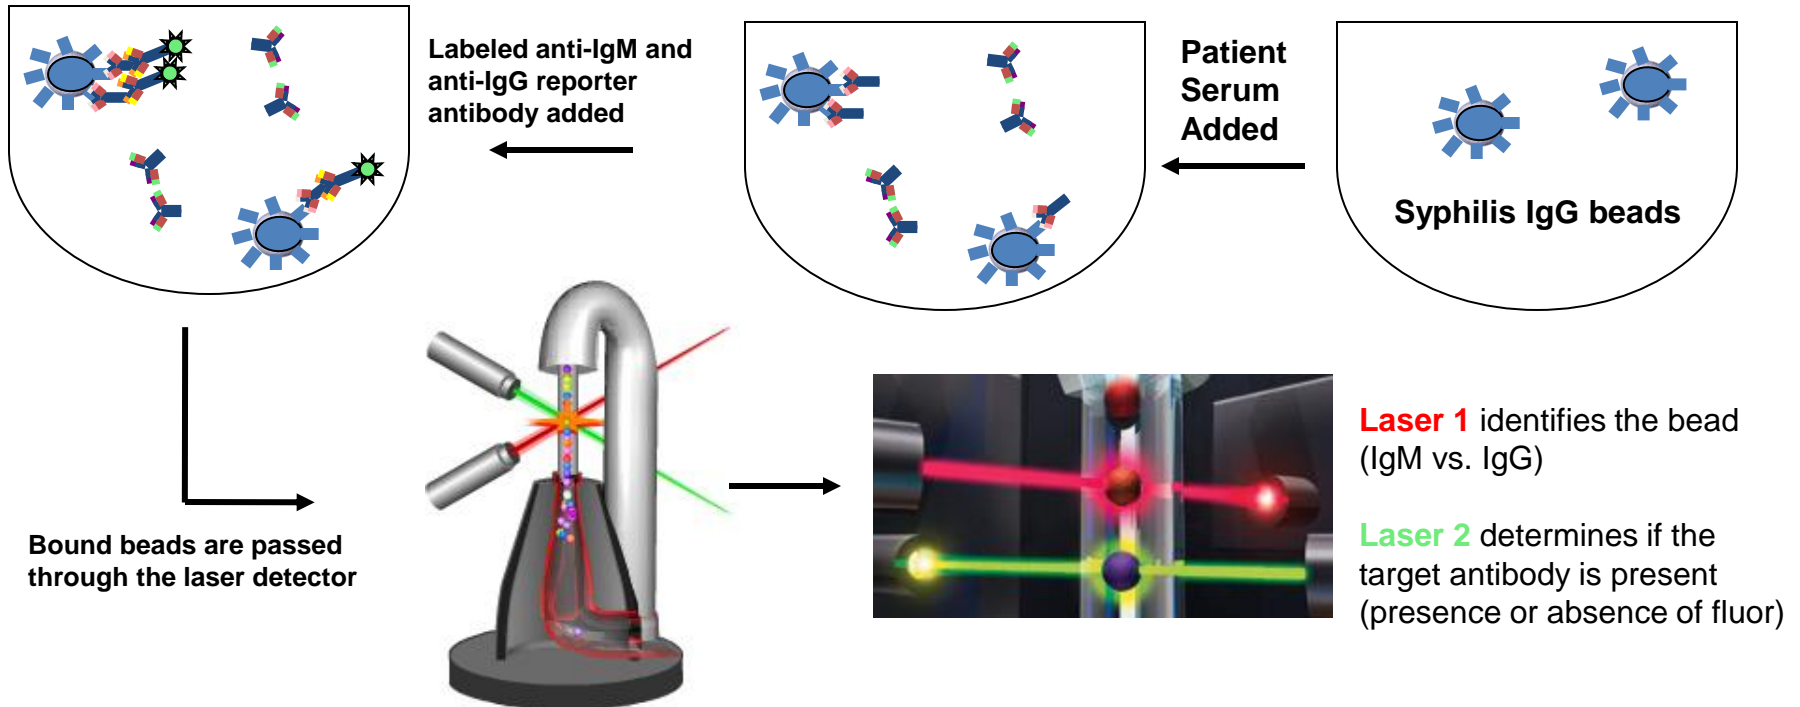 Labeled anti-IgM and
anti-IgG reporter
antibody added
Patient
Serum
Added
Syphilis IgG beads
Bound beads are passed
through the laser detector
Laser 1 identifies the bead
(IgM vs. IgG)
Laser 2 determines if the
target antibody is present
(presence or absence of fluor)